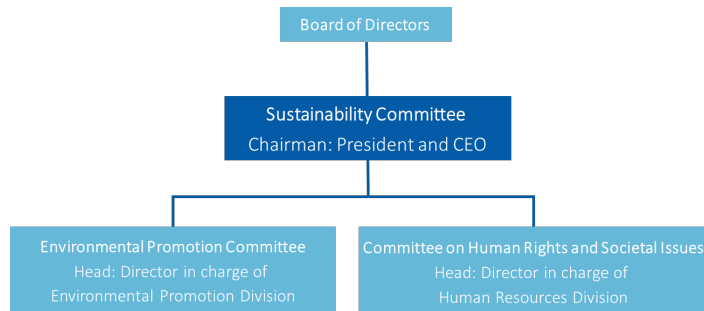 Board of Directors
Sustainability Committee
Chairman: President and CEO
Environmental Promotion Committee
Head: Director in charge of
Environmental Promotion Division
Committee on Human Rights and Societal Issues
Head: Director in charge of
Human Resources Division